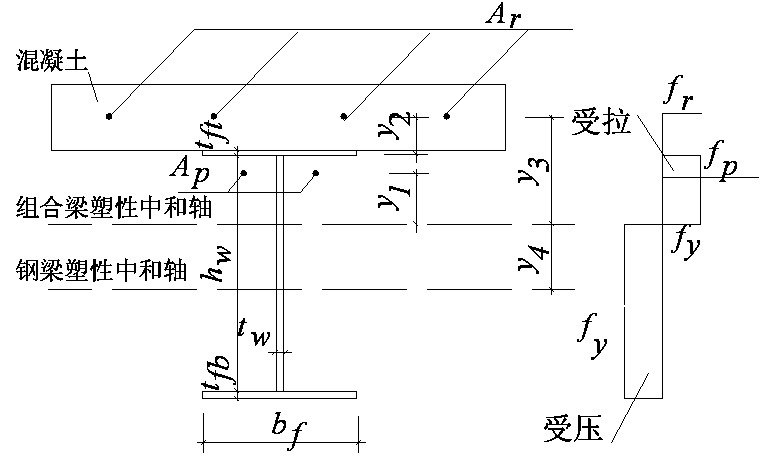 A_r
混凝土
f_r
t_ft
y_2
受拉
A_p
y_3
f_p
y_1
组合梁塑性中和轴
f_y
h_w
y_4
钢梁塑性中和轴
t_w
f_y
t_fb
b_f
受压